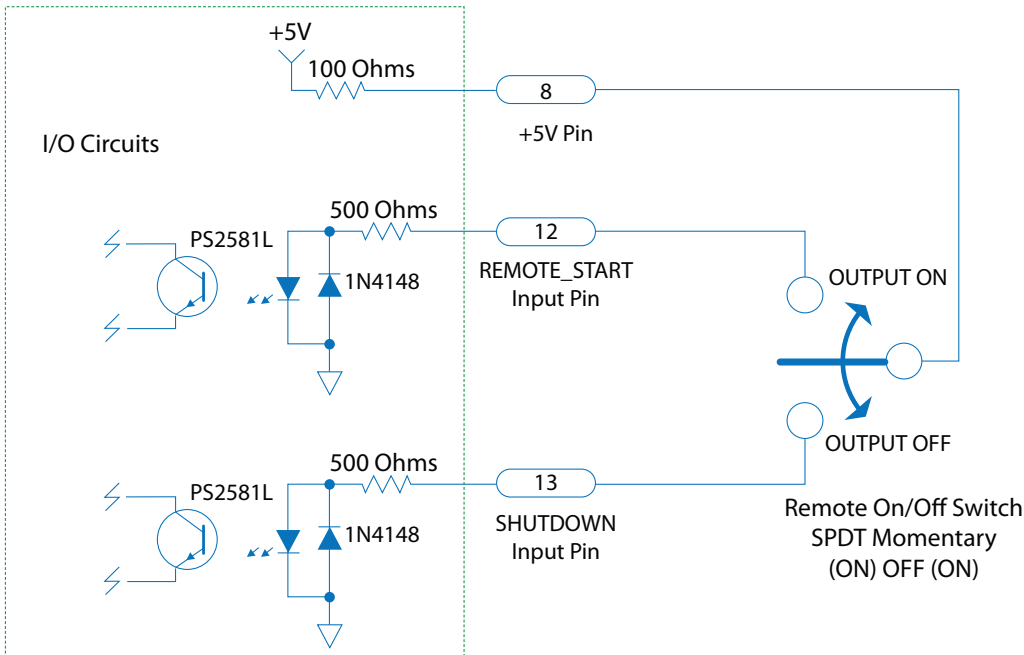 +5V
100 Ohms
8
+5V Pin
I/O Circuits
500 Ohms
PS2581L
12
1N4148
REMOTE_START
Input Pin
OUTPUT ON
OUTPUT OFF
500 Ohms
PS2581L
13
1N4148
SHUTDOWN
Input Pin
Remote On/Off Switch
SPDT Momentary
(ON) OFF (ON)